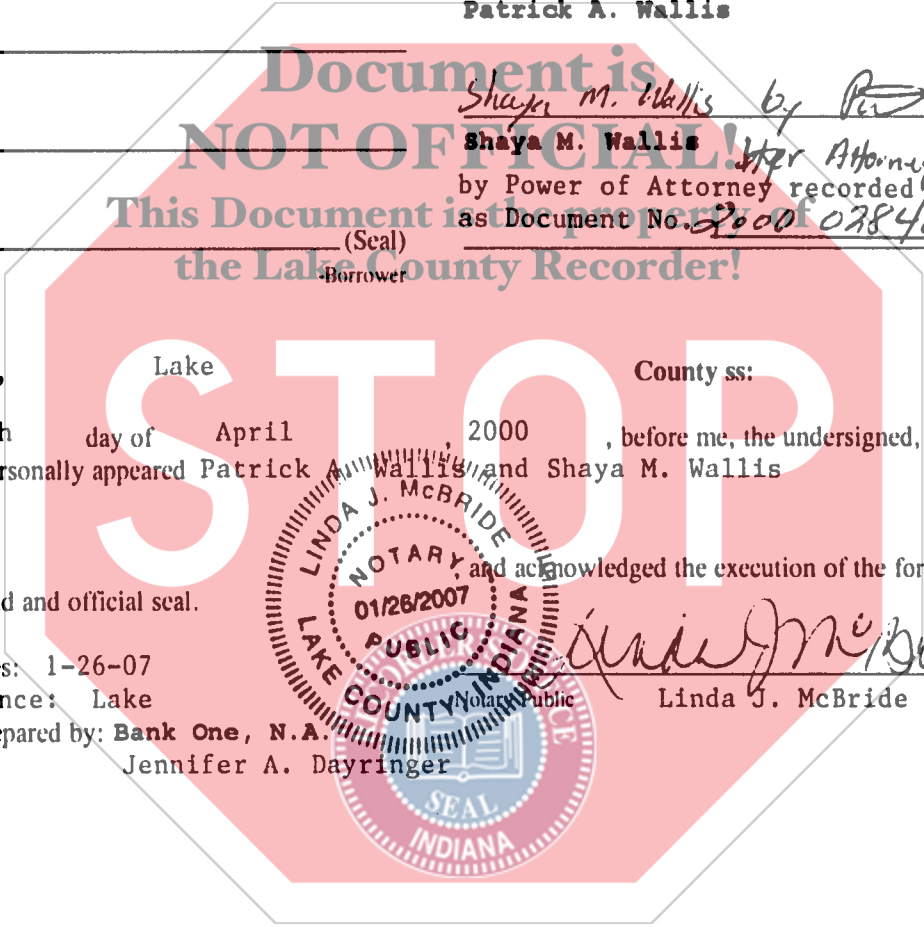 Patrick A. Wallis
Document is
NOT OFFICIAL!
This Document is the property of
the Lake County Recorder!
STOP
Shaya M. Wallis by
Shaya M. Wallis
Her Attorney
by Power of Attorney recorded
as Document No. 2000 0284
(Seal)
-Borrower
Lake County ss:
day of April , 2000 , before me, the undersigned,
rsonally appeared Patrick A. Wallis and Shaya M. Wallis
and acknowledged the execution of the for
d and official seal.
LINDA J. McBRIDE
NOTARY
01/26/2007
PUBLIC
LAKE COUNTY, INDIANA
Linda J McB
s: 1-26-07
Notary Public Linda J. McBride
nce: Lake
epared by: Bank One, N.A.
Jennifer A. Dayringer
SEAL
INDIANA